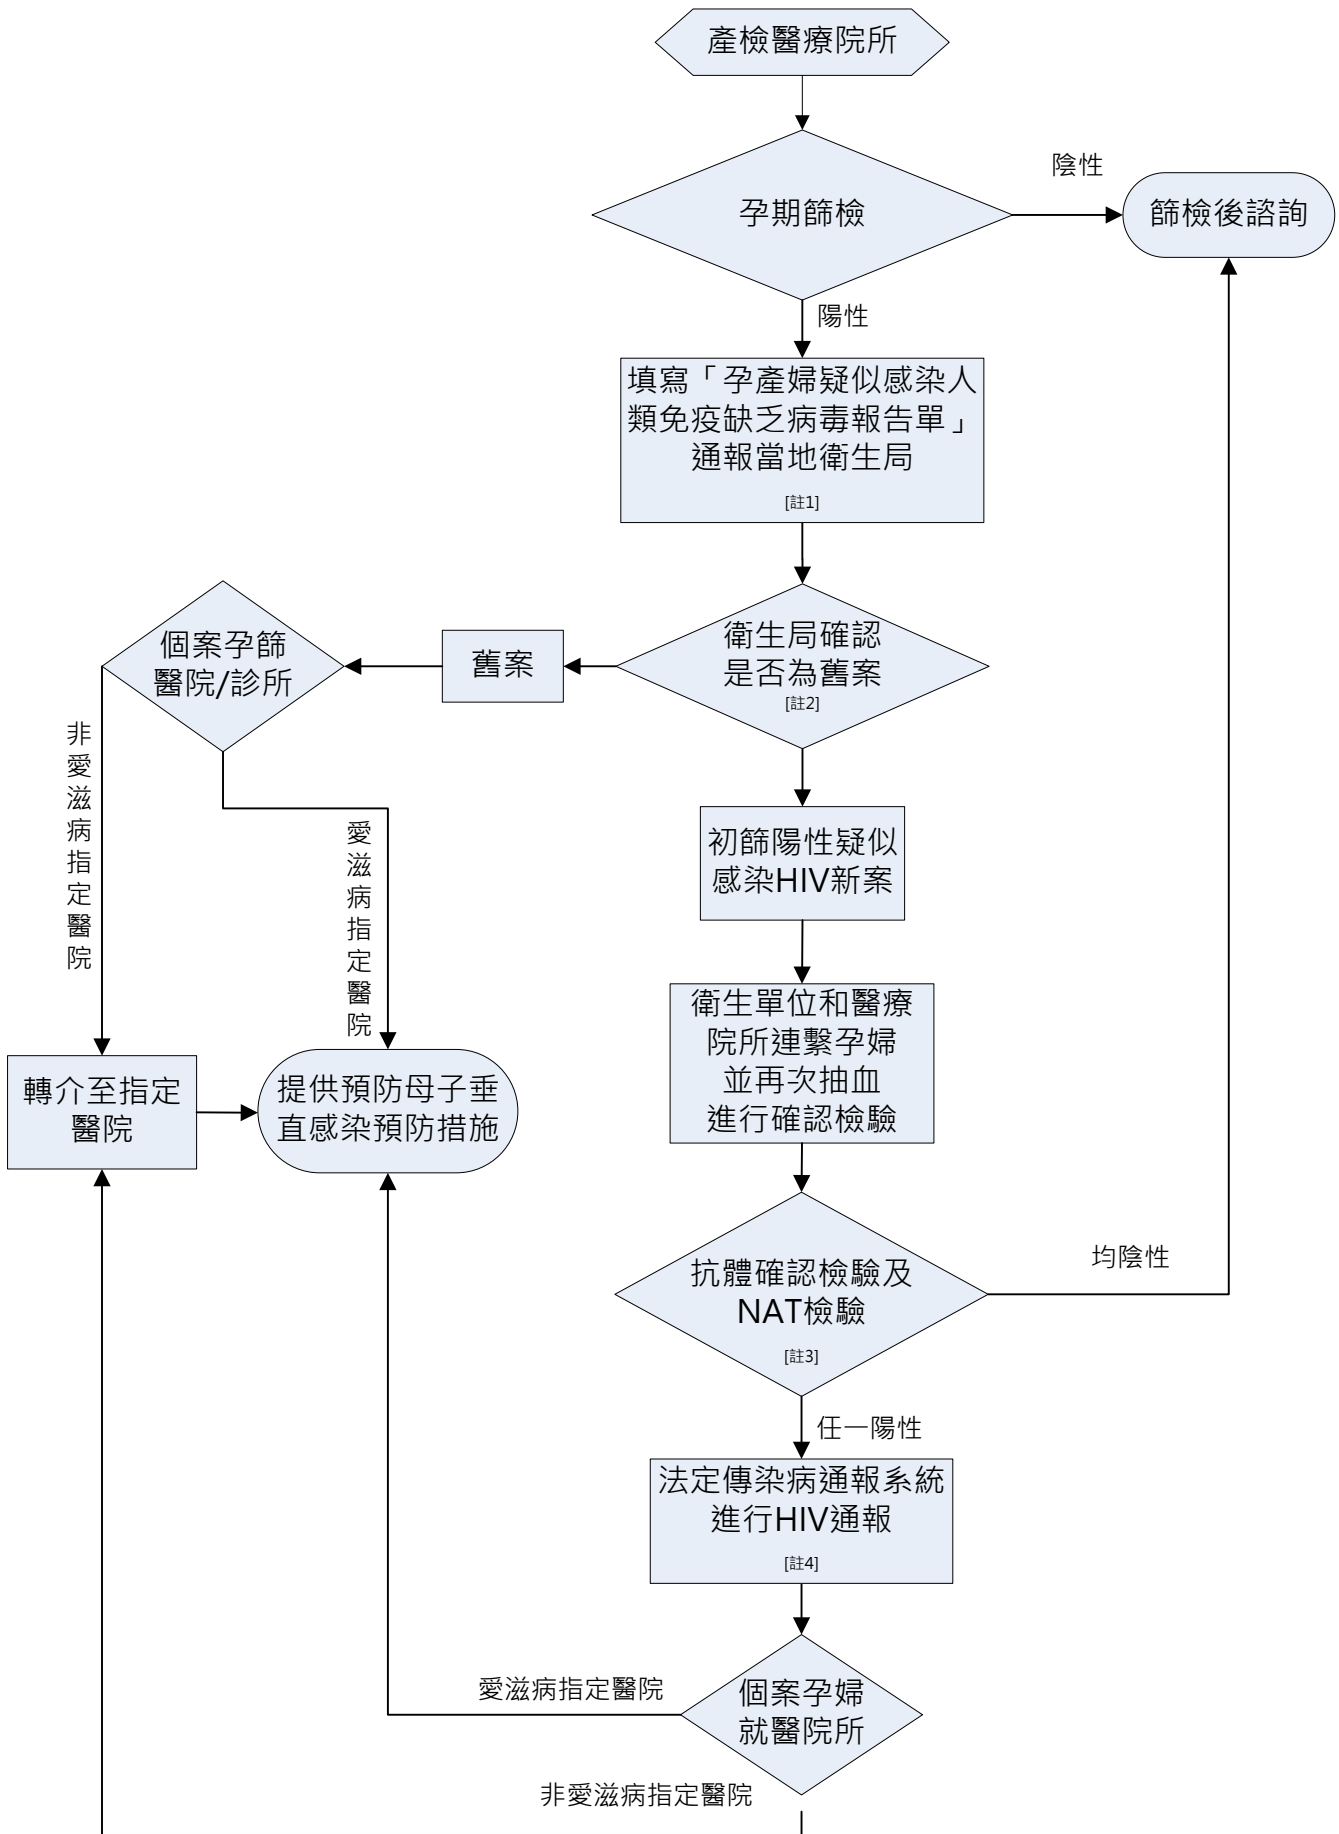 產檢醫療院所
孕期篩檢
陰性
篩檢後諮詢
陽性
填寫「孕產婦疑似感染人
類免疫缺乏病毒報告單」
通報當地衛生局
[註1]
衛生局確認
是否為舊案
[註2]
舊案
個案孕篩
醫院/診所
非愛滋病指定醫院
愛滋病指定醫院
初篩陽性疑似
感染HIV新案
衛生單位和醫療
院所連繫孕婦
並再次抽血
進行確認檢驗
轉介至指定
醫院
提供預防母子垂
直感染預防措施
抗體確認檢驗及
NAT檢驗
[註3]
均陰性
任一陽性
法定傳染病通報系統
進行HIV通報
[註4]
個案孕婦
就醫院所
愛滋病指定醫院
非愛滋病指定醫院